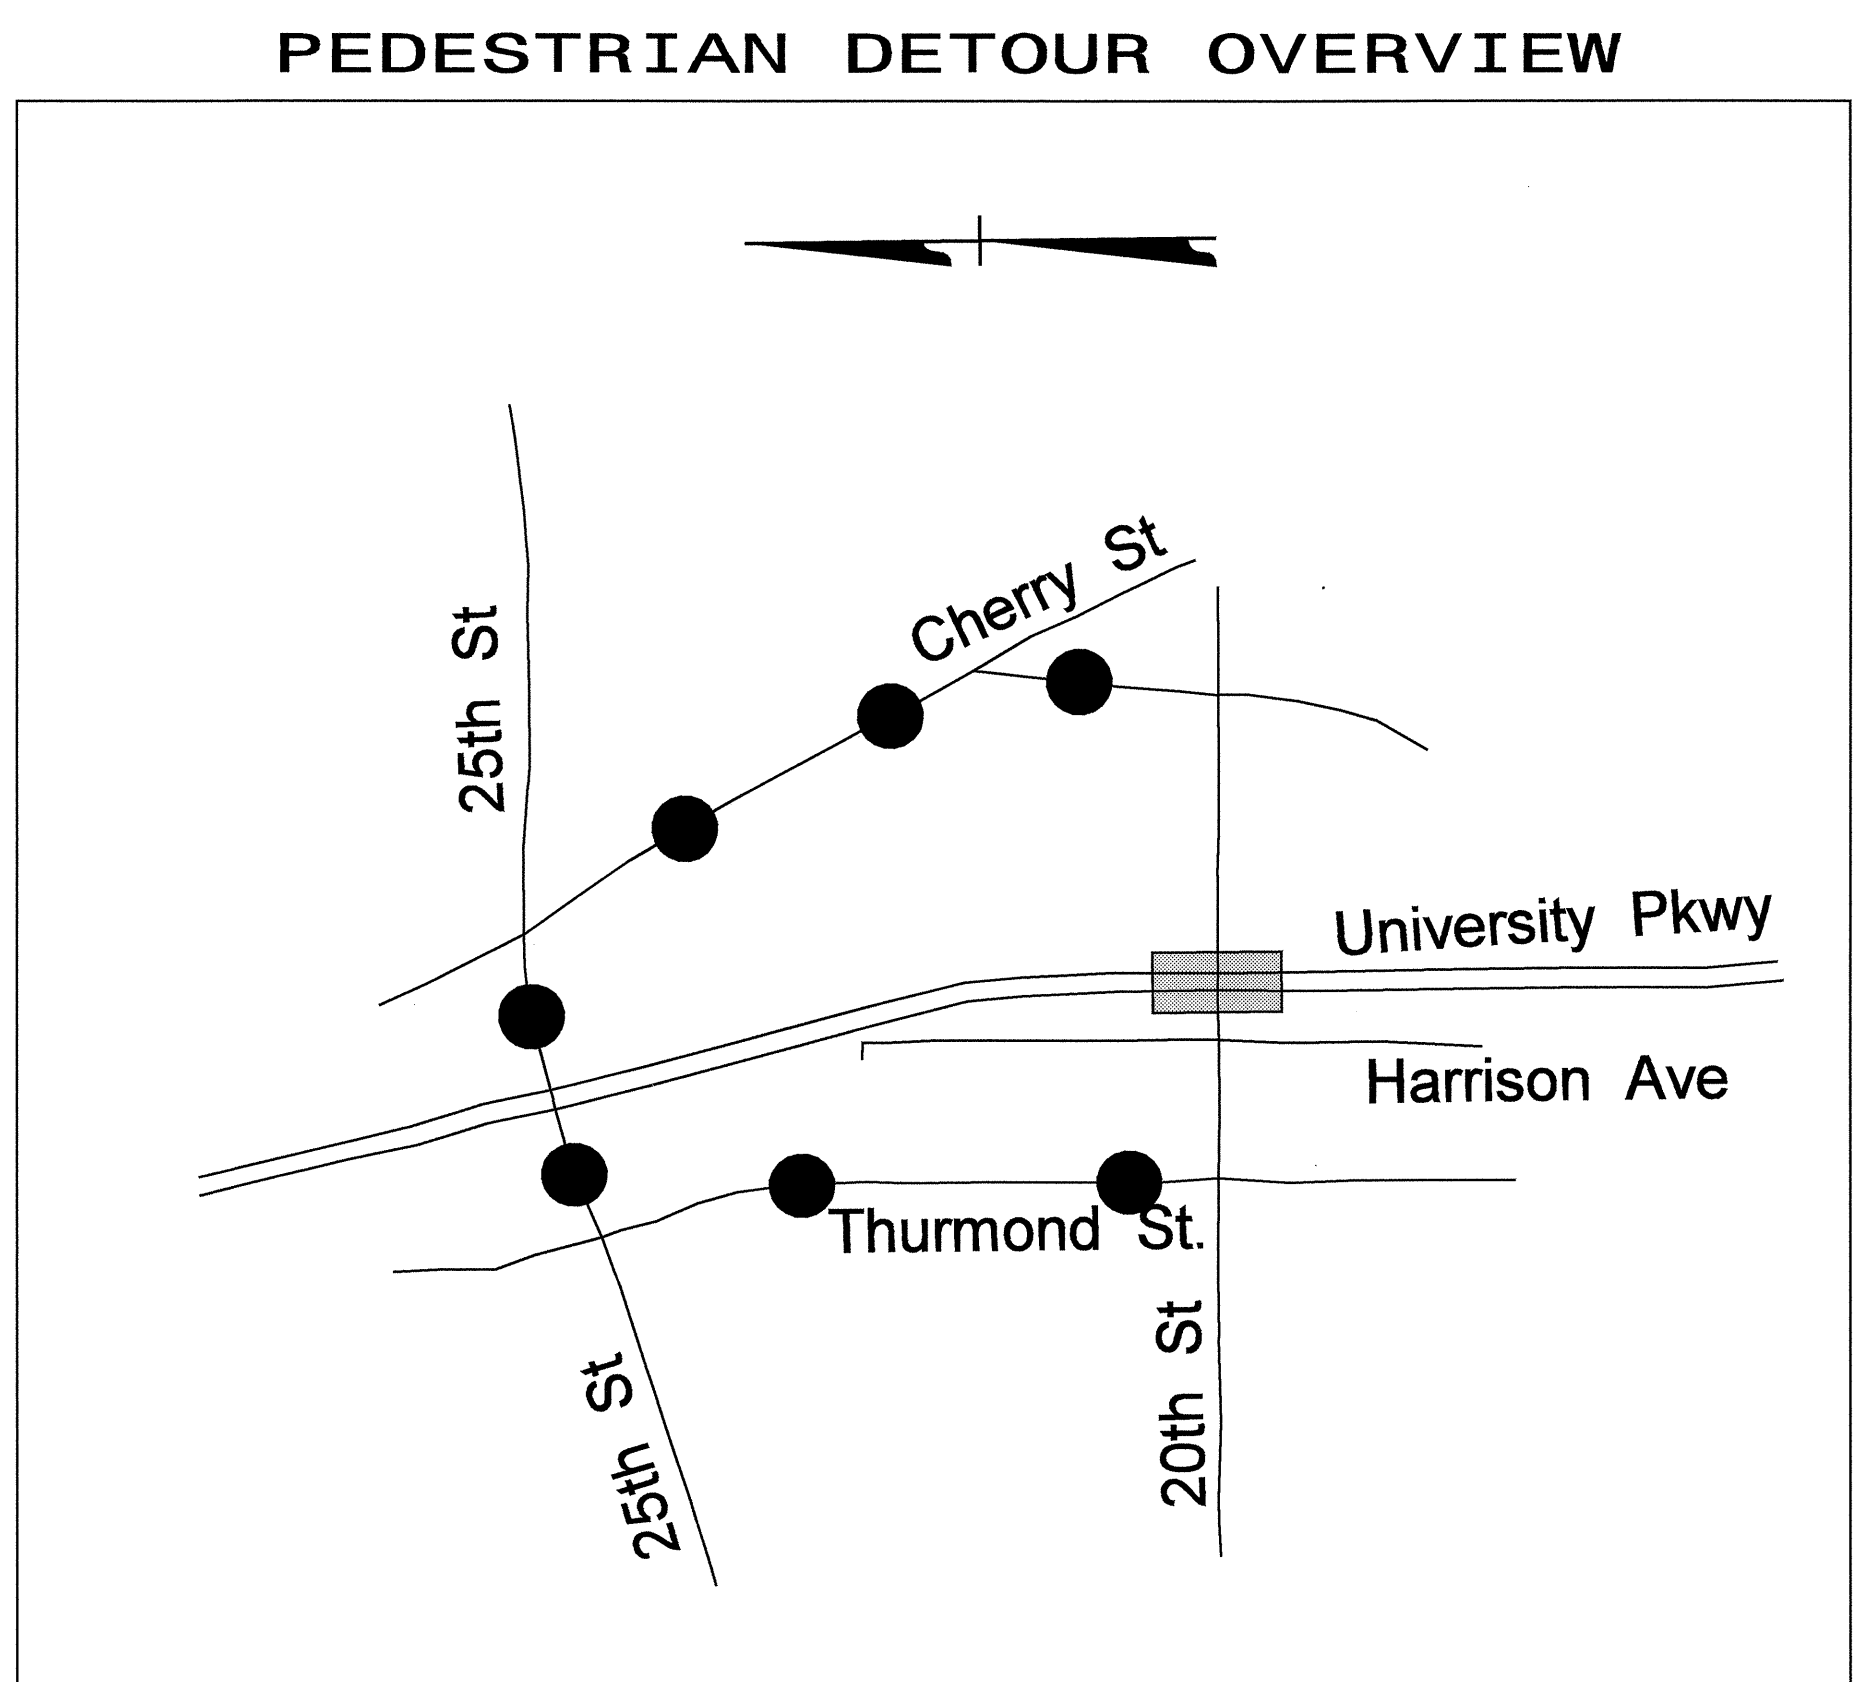 PEDESTRIAN DETOUR OVERVIEW
Cherry St
25th St
University Pkwy
Harrison Ave
Thurmond St.
20th St
25th St